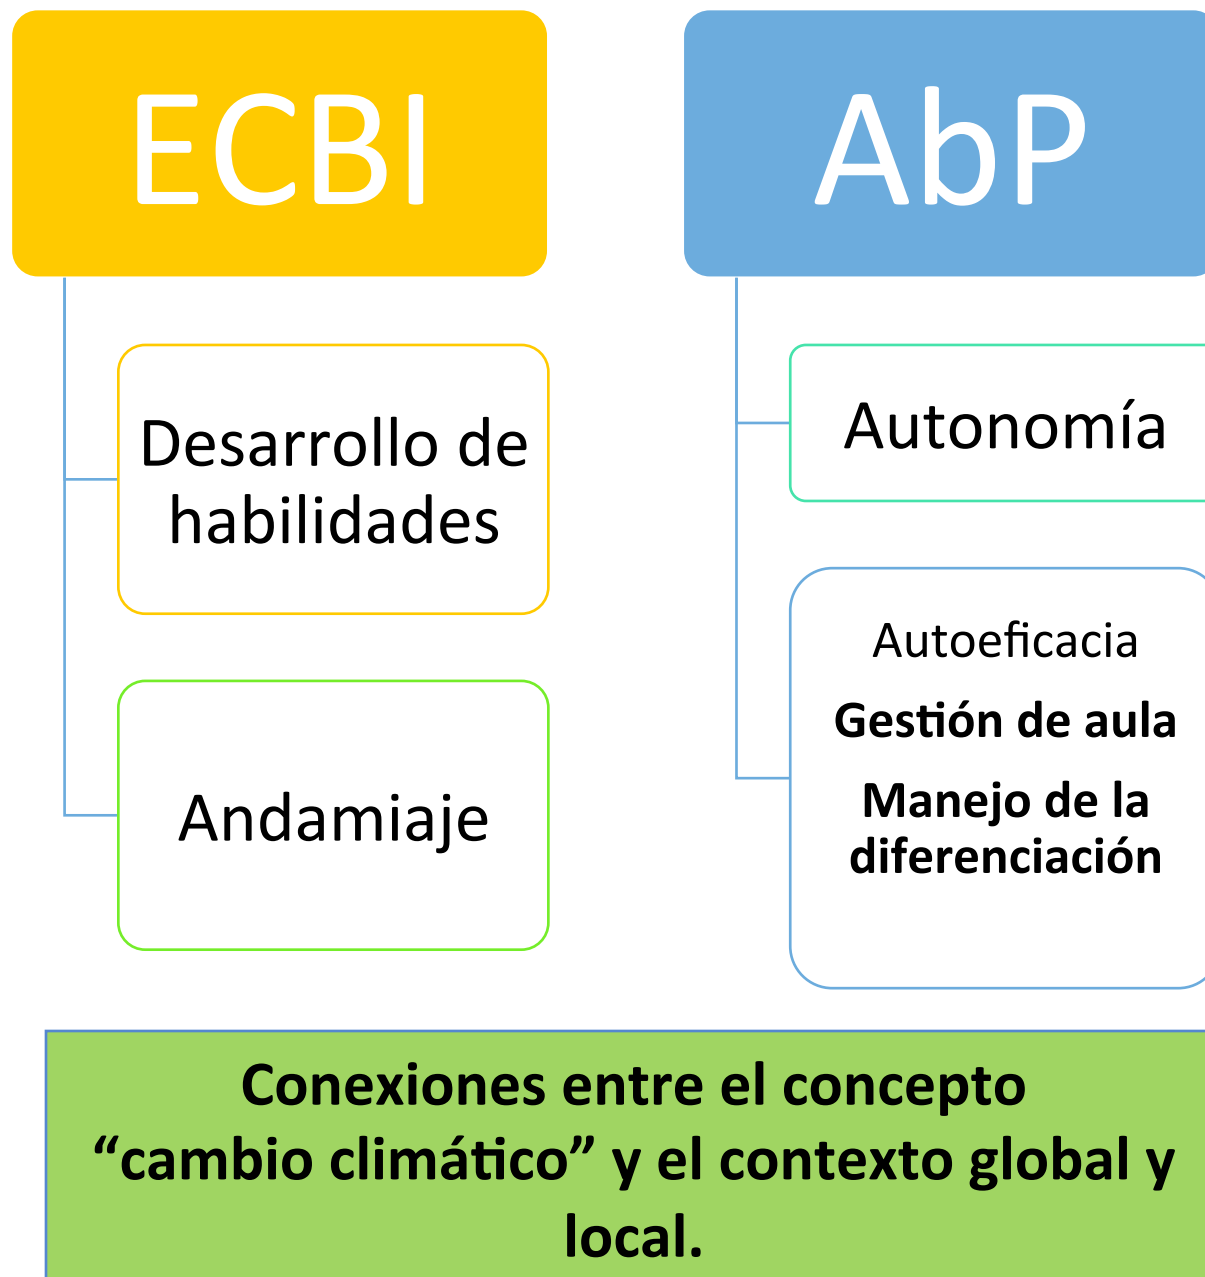 ECBI
Desarrollo de
habilidades
Andamiaje
AbP
Autonomía
Autoeficacia
Gestión de aula
Manejo de la
diferenciación
Conexiones entre el concepto
“cambio climático” y el contexto global y
local.